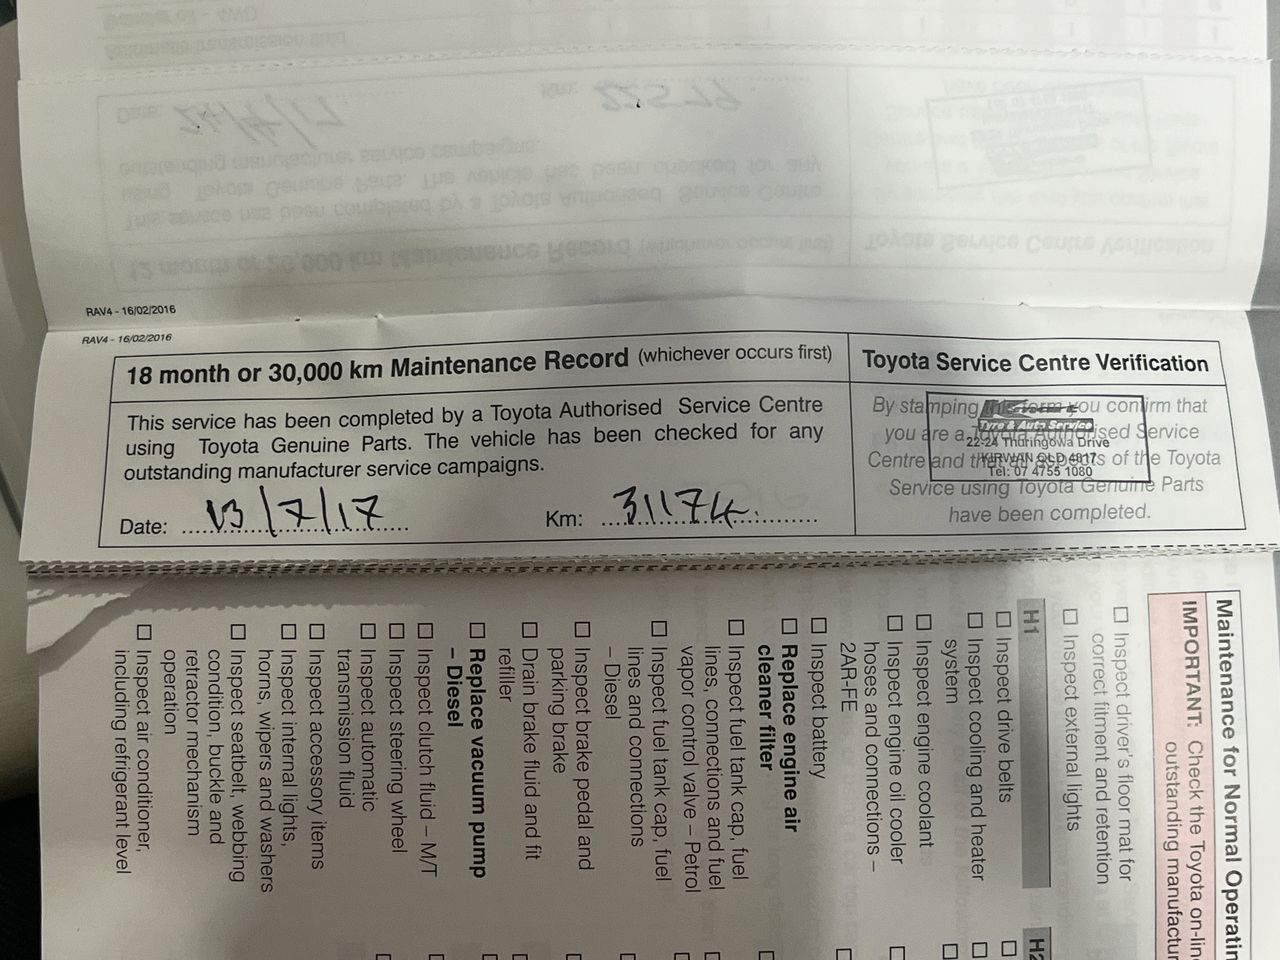 RAV4 - 16/02/2016
RAV4 - 16/02/2016
18 month or 30,000 km Maintenance Record (whichever occurs first)
This service has been completed by a Toyota Authorised Service Centre
using Toyota Genuine Parts. The vehicle has been checked for any
outstanding manufacturer service campaigns.
Date: 13/7/17 Km: 31174
Toyota Service Centre Verification
By stamping this form you confirm that
you are a Toyota Authorised Service
Centre and that all aspects of the Toyota
Service using Toyota Genuine Parts
have been completed.
Tyre & Auto Service
22-24 Thuringowa Drive
KIRWAN QLD 4817
Tel: 07 4755 1080
Maintenance for Normal Operatin
IMPORTANT: Check the Toyota on-line
outstanding manufactur
Inspect driver's floor mat for
correct fitment and retention
Inspect external lights
H1
Inspect drive belts
Inspect cooling and heater
system
Inspect engine coolant
Inspect engine oil cooler
hoses and connections –
2AR-FE
Inspect battery
Replace engine air
cleaner filter
Inspect fuel tank cap, fuel
lines, connections and fuel
vapor control valve – Petrol
Inspect fuel tank cap, fuel
lines and connections
– Diesel
Inspect brake pedal and
parking brake
Drain brake fluid and fit
refiller
Replace vacuum pump
– Diesel
Inspect clutch fluid – M/T
Inspect steering wheel
Inspect automatic
transmission fluid
Inspect accessory items
Inspect internal lights,
horns, wipers and washers
Inspect seatbelt, webbing
condition, buckle and
retractor mechanism
operation
Inspect air conditioner,
including refrigerant level
H2